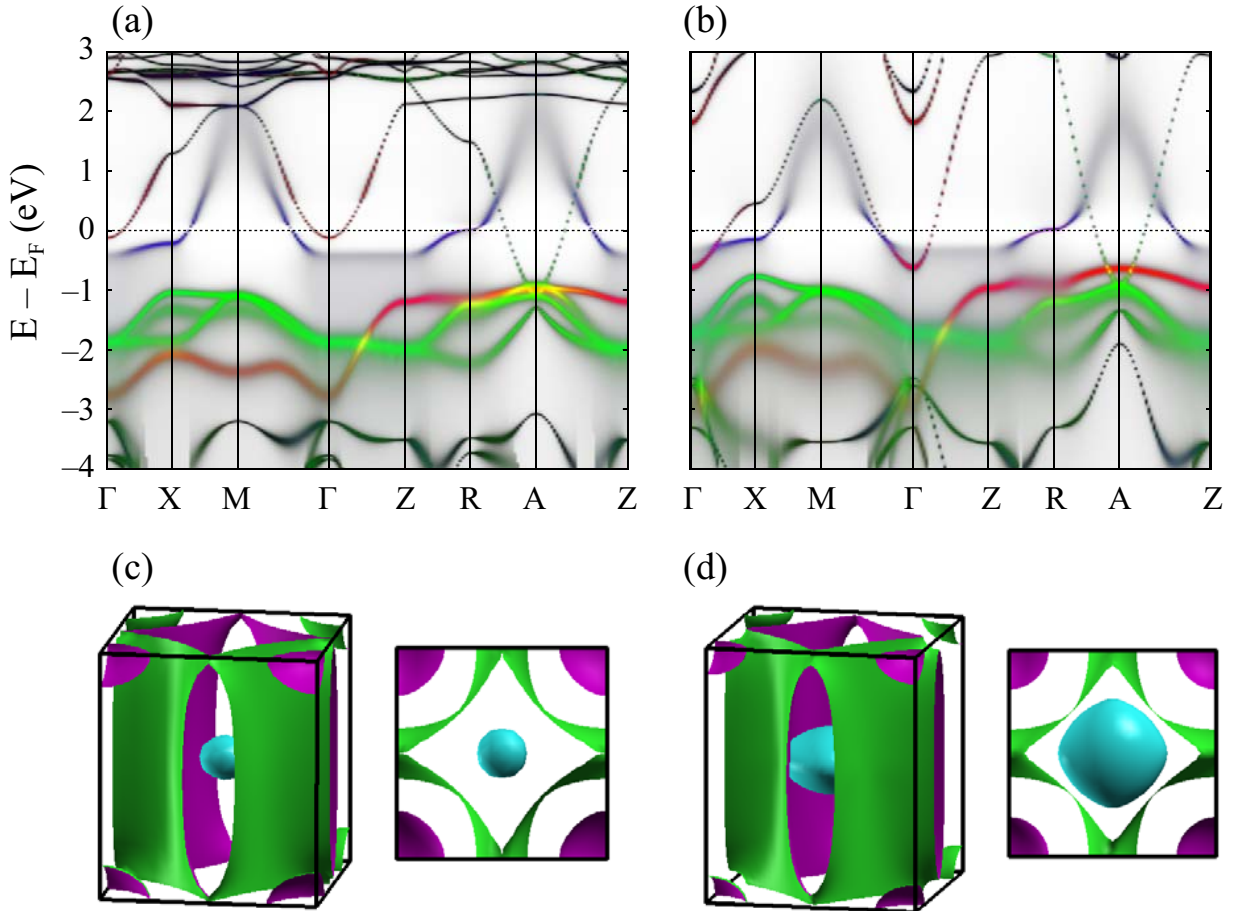 (a)
(b)
E − E_F (eV)
3
2
1
0
−1
−2
−3
−4
Γ X M Γ Z R A Z
Γ X M Γ Z R A Z
(c)
(d)